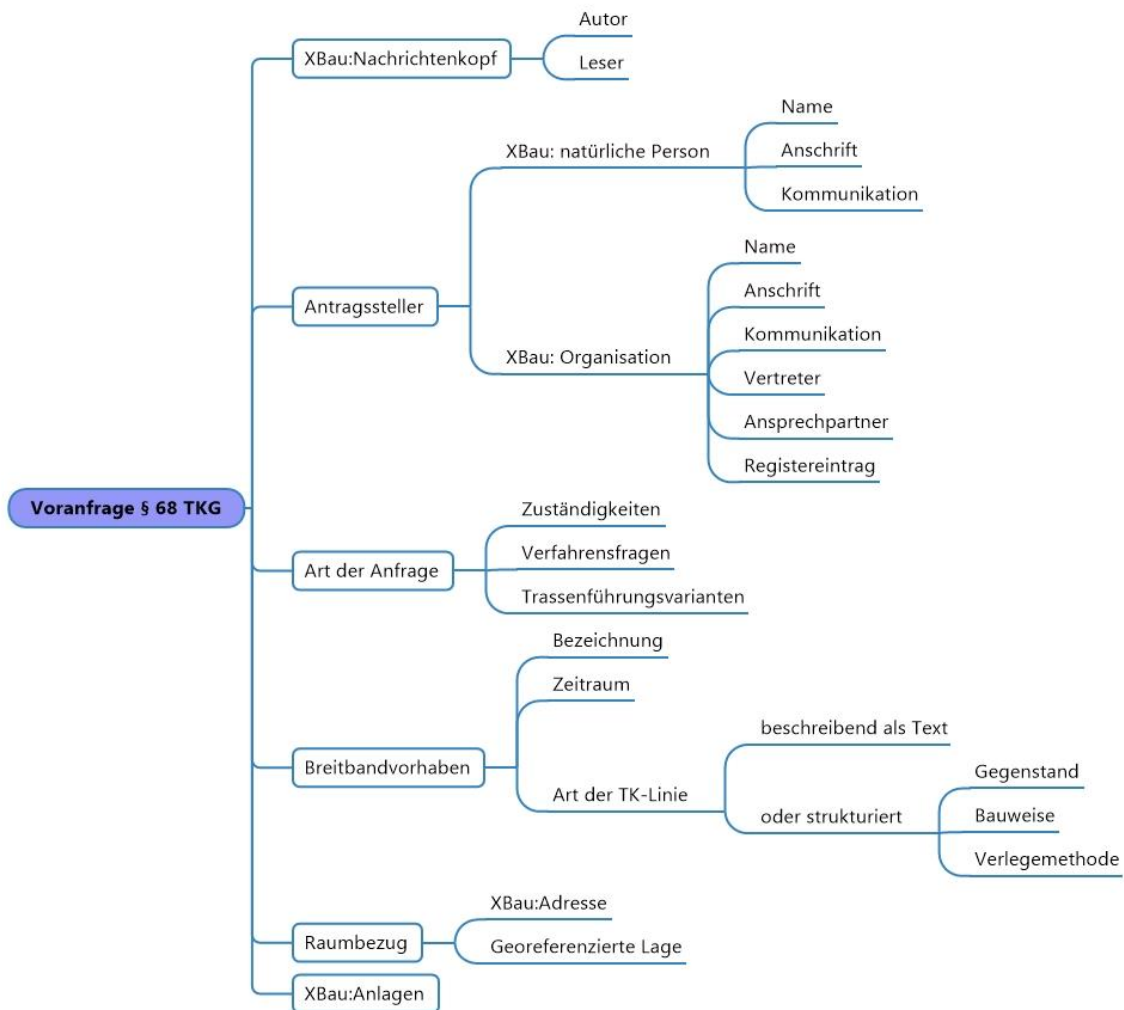 Voranfrage § 68 TKG
XBau:Nachrichtenkopf
Autor
Leser
Antragssteller
XBau: natürliche Person
Name
Anschrift
Kommunikation
XBau: Organisation
Name
Anschrift
Kommunikation
Vertreter
Ansprechpartner
Registereintrag
Art der Anfrage
Zuständigkeiten
Verfahrensfragen
Trassenführungsvarianten
Breitbandvorhaben
Bezeichnung
Zeitraum
Art der TK-Linie
beschreibend als Text
oder strukturiert
Gegenstand
Bauweise
Verlegemethode
Raumbezug
XBau:Adresse
Georeferenzierte Lage
XBau:Anlagen